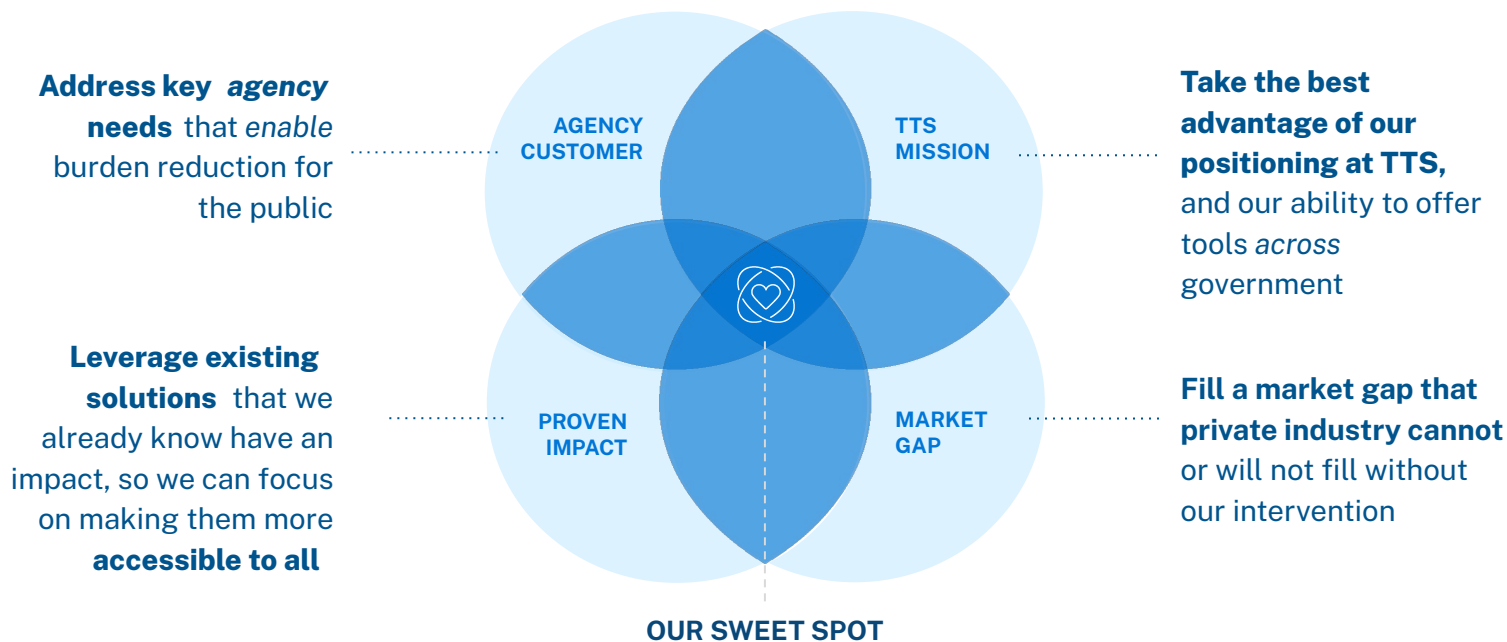 Address key agency
needs that enable
burden reduction for
the public
AGENCY
CUSTOMER
TTS
MISSION
Take the best
advantage of our
positioning at TTS,
and our ability to offer
tools across
government
Leverage existing
solutions that we
already know have an
impact, so we can focus
on making them more
accessible to all
PROVEN
IMPACT
MARKET
GAP
Fill a market gap that
private industry cannot
or will not fill without
our intervention
OUR SWEET SPOT